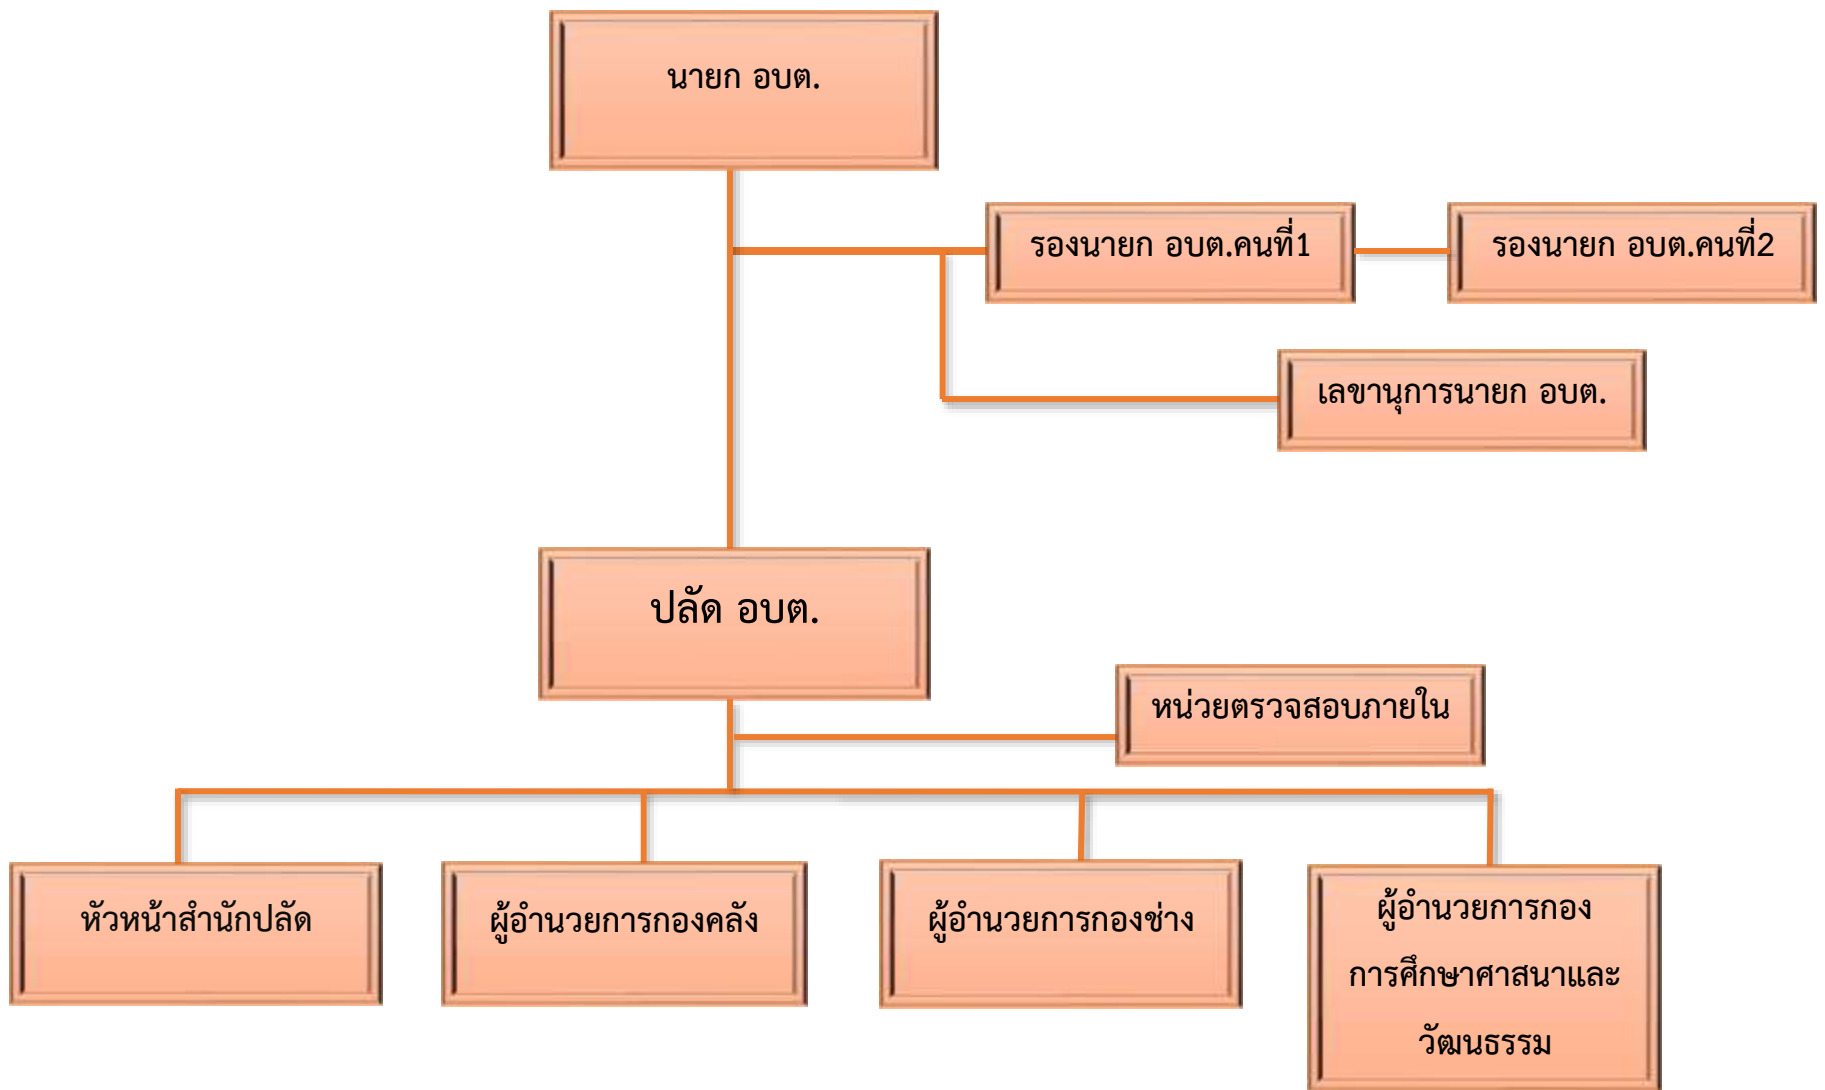 นายก อบต.
รองนายก อบต.คนที่1
รองนายก อบต.คนที่2
เลขานุการนายก อบต.
ปลัด อบต.
หน่วยตรวจสอบภายใน
หัวหน้าสำนักปลัด
ผู้อำนวยการกองคลัง
ผู้อำนวยการกองช่าง
ผู้อำนวยการกอง
การศึกษาศาสนาและ
วัฒนธรรม